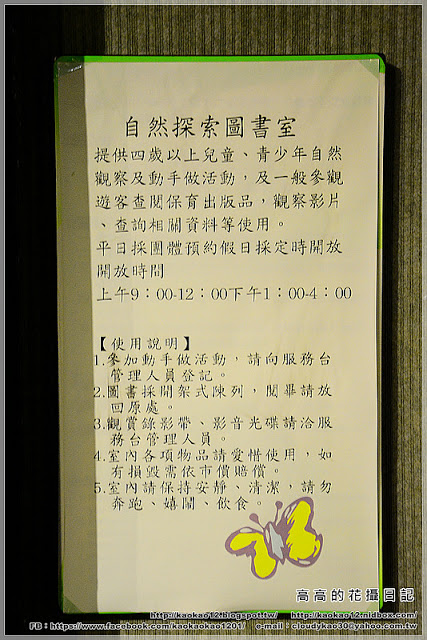 自然探索圖書室
提供四歲以上兒童、青少年自然
觀察及動手做活動，及一般參觀
遊客查閱保育出版品，觀察影片
、查詢相關資料等使用。
平日採團體預約假日採定時開放
開放時間
上午9：00-12：00下午1：00-4：00
【使用說明】
1.參加動手做活動，請向服務台
管理人員登記。
2.圖書採開架式陳列，閱畢請放
回原處。
3.觀賞錄影帶、影音光碟請洽服
務台管理人員。
4.室內各項物品請愛惜使用，如
有損毀需依市價賠償。
5.室內請保持安靜、清潔，請勿
奔跑、嬉鬧、飲食。
高高的花攝日記
http://kaokao12.blogspot.tw/ http://kaokao12.nidbox.com/
FB：https://www.facebook.com/kaokaokao1201/ e-mail：cloudykao30@yahoo.com.tw